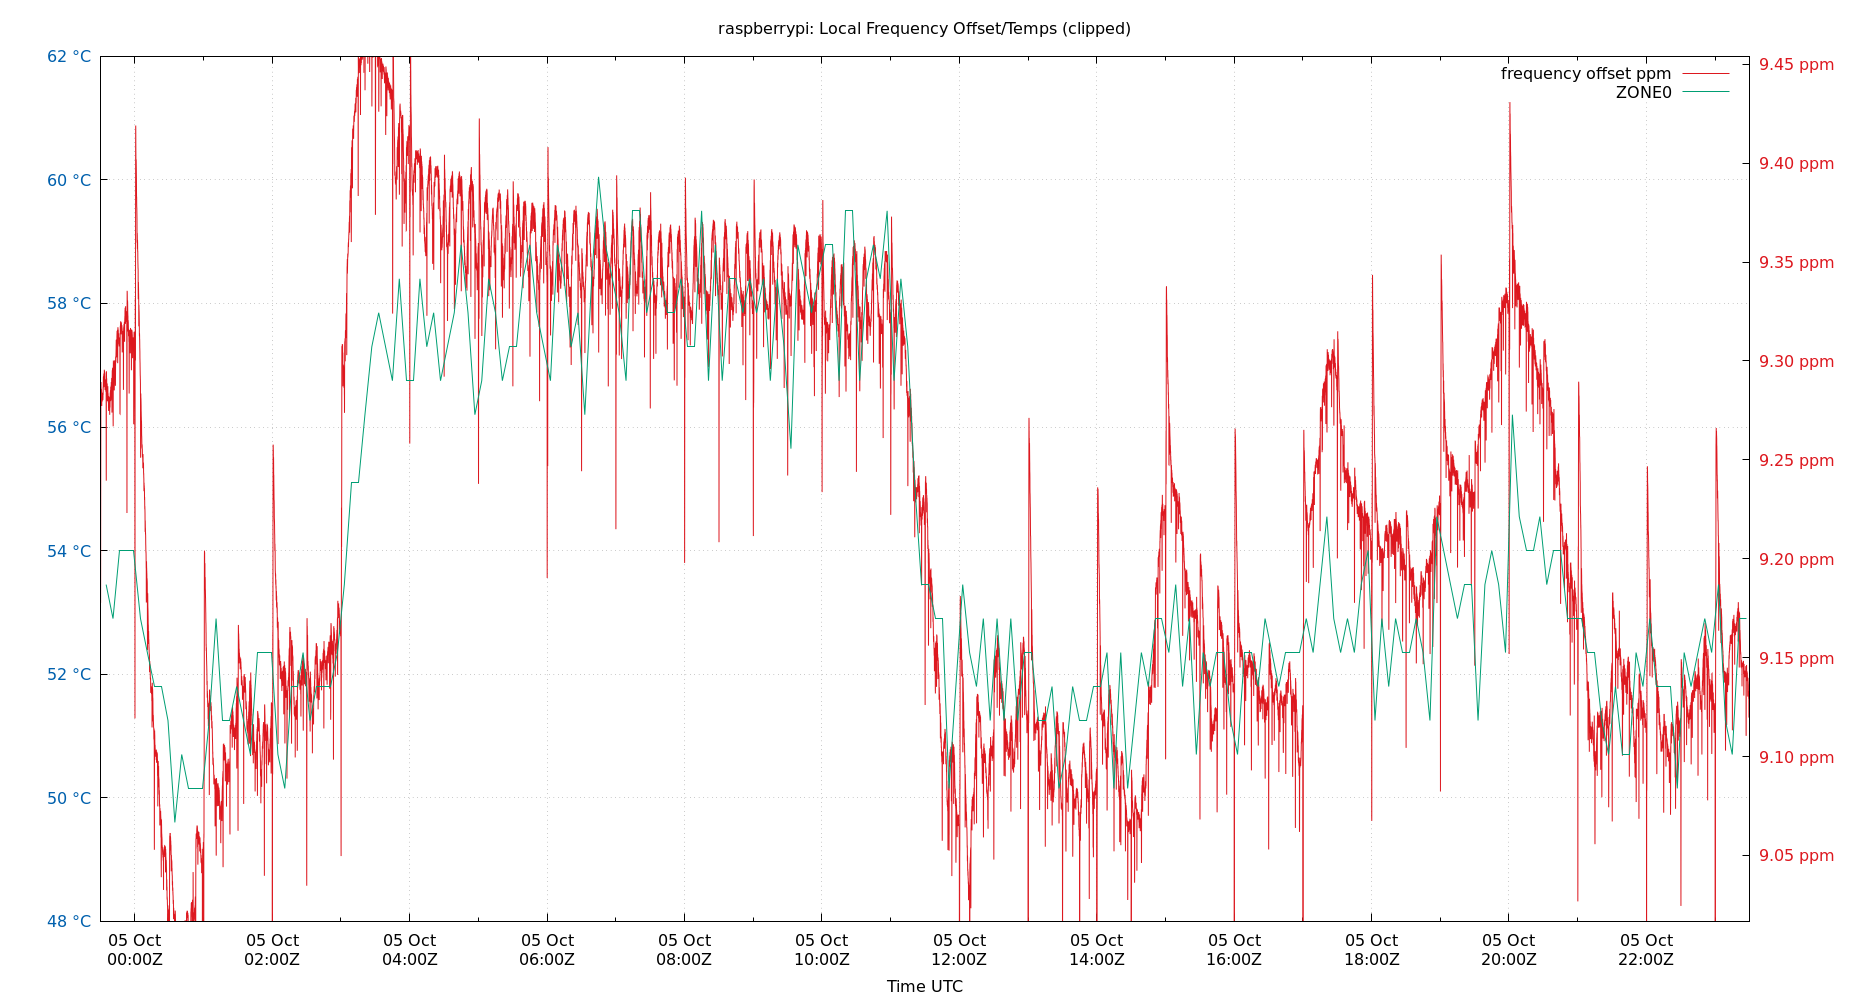 raspberrypi: Local Frequency Offset/Temps (clipped)
62 °C
60 °C
58 °C
56 °C
54 °C
52 °C
50 °C
48 °C
frequency offset ppm
ZONE0
9.45 ppm
9.40 ppm
9.35 ppm
9.30 ppm
9.25 ppm
9.20 ppm
9.15 ppm
9.10 ppm
9.05 ppm
05 Oct 05 Oct 05 Oct 05 Oct 05 Oct 05 Oct 05 Oct 05 Oct 05 Oct 05 Oct 05 Oct 05 Oct
00:00Z 02:00Z 04:00Z 06:00Z 08:00Z 10:00Z 12:00Z 14:00Z 16:00Z 18:00Z 20:00Z 22:00Z
Time UTC